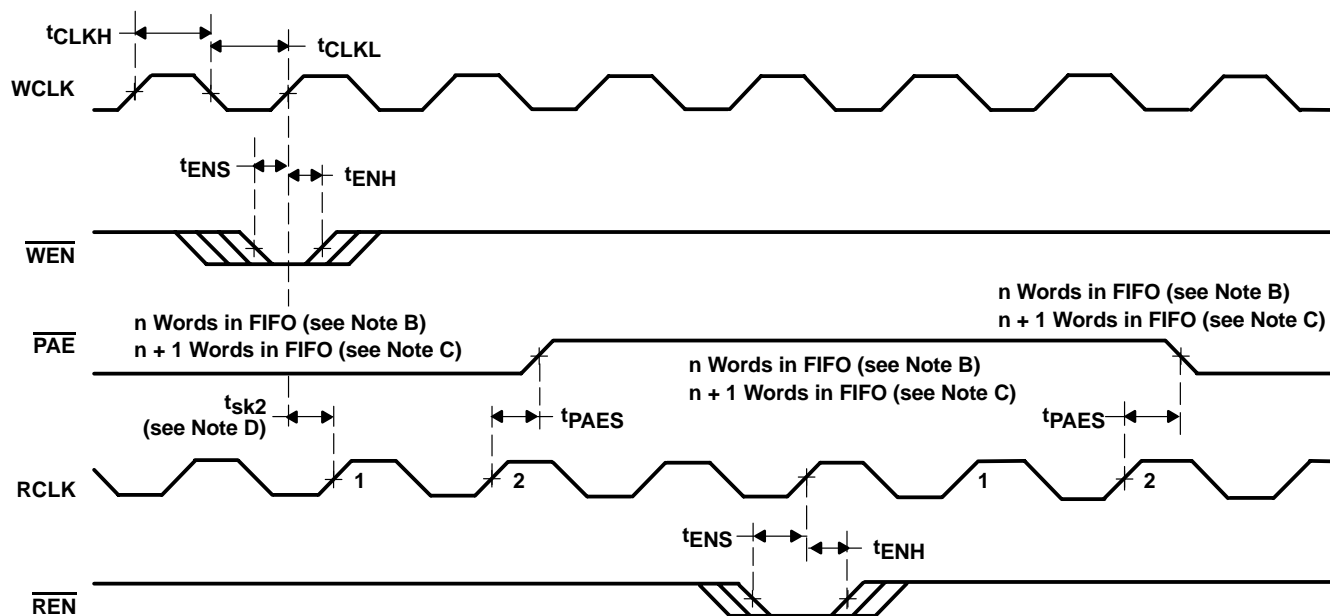 tCLKH
tCLKL
WCLK
tENS
tENH
WEN
n Words in FIFO (see Note B)
n + 1 Words in FIFO (see Note C)
PAE
n Words in FIFO (see Note B)
n + 1 Words in FIFO (see Note C)
n Words in FIFO (see Note B)
n + 1 Words in FIFO (see Note C)
tsk2
(see Note D)
tPAES
tPAES
RCLK
1
2
1
2
tENS
tENH
REN